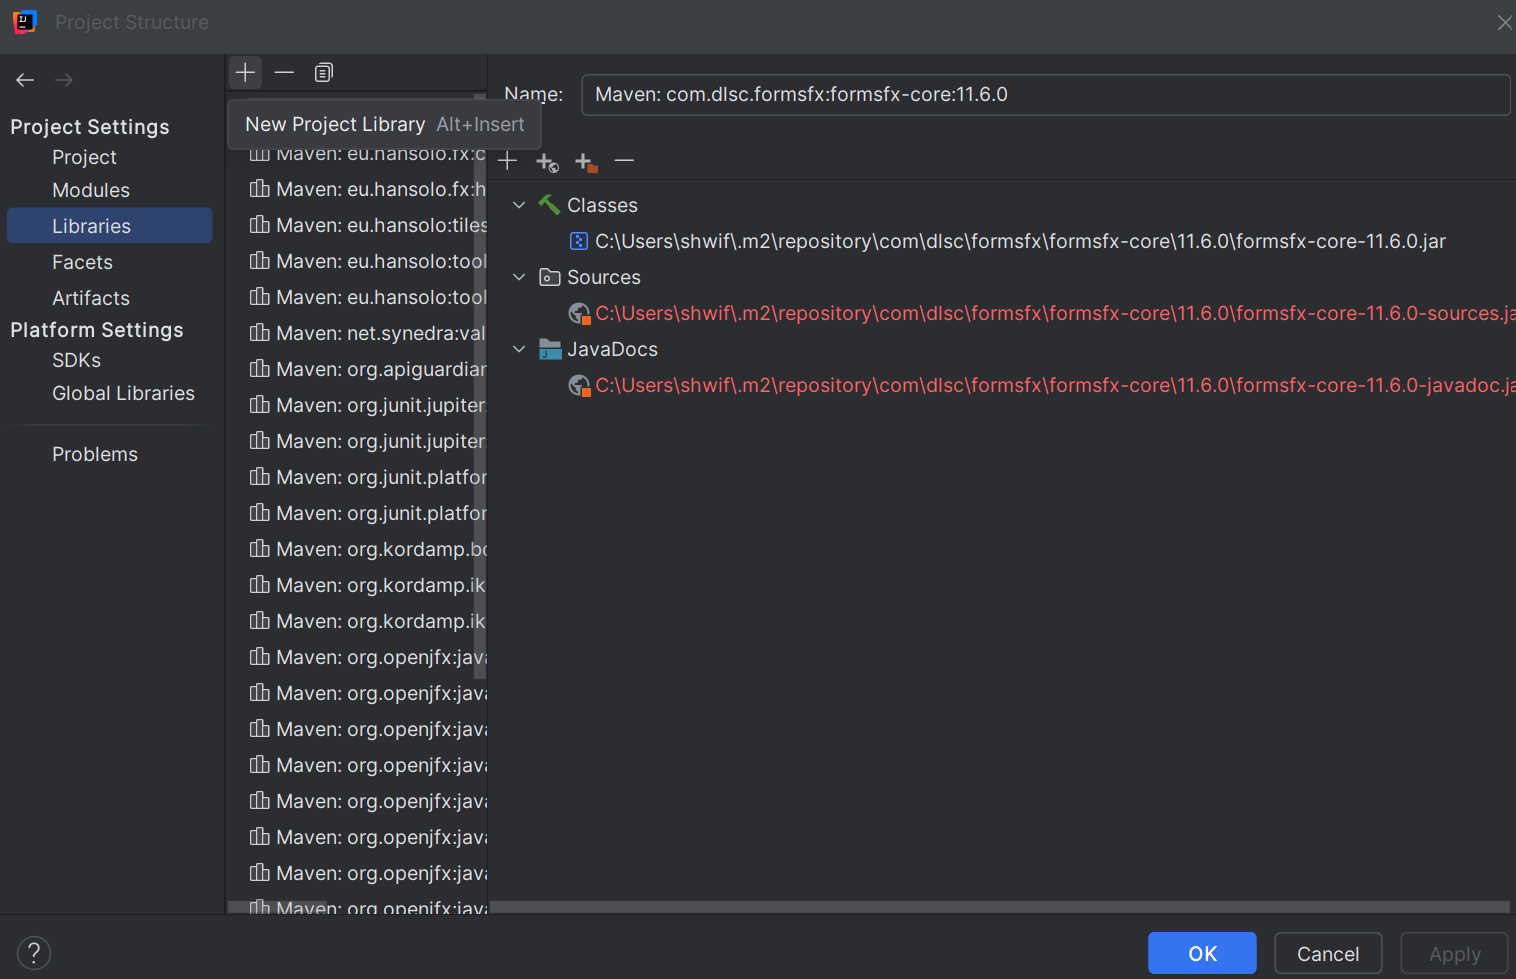 Project Structure
Project Settings
Project
Modules
Libraries
Facets
Artifacts
Platform Settings
SDKs
Global Libraries
Problems
New Project Library Alt+Insert
Maven: eu.hansolo.fx:c
Maven: eu.hansolo.fx:h
Maven: eu.hansolo:tiles
Maven: eu.hansolo:tool
Maven: eu.hansolo:tool
Maven: net.synedra:val
Maven: org.apiguardian
Maven: org.junit.jupiter
Maven: org.junit.jupiter
Maven: org.junit.platfor
Maven: org.junit.platfor
Maven: org.kordamp.bo
Maven: org.kordamp.ik
Maven: org.kordamp.ik
Maven: org.openjfx:java
Maven: org.openjfx:java
Maven: org.openjfx:java
Maven: org.openjfx:java
Maven: org.openjfx:java
Maven: org.openjfx:java
Maven: org.openjfx:java
Maven: org.openjfx:java
Name: Maven: com.dlsc.formsfx:formsfx-core:11.6.0
Classes
C:\Users\shwif\.m2\repository\com\dlsc\formsfx\formsfx-core\11.6.0\formsfx-core-11.6.0.jar
Sources
C:\Users\shwif\.m2\repository\com\dlsc\formsfx\formsfx-core\11.6.0\formsfx-core-11.6.0-sources.ja
JavaDocs
C:\Users\shwif\.m2\repository\com\dlsc\formsfx\formsfx-core\11.6.0\formsfx-core-11.6.0-javadoc.ja
?
OK
Cancel
Apply